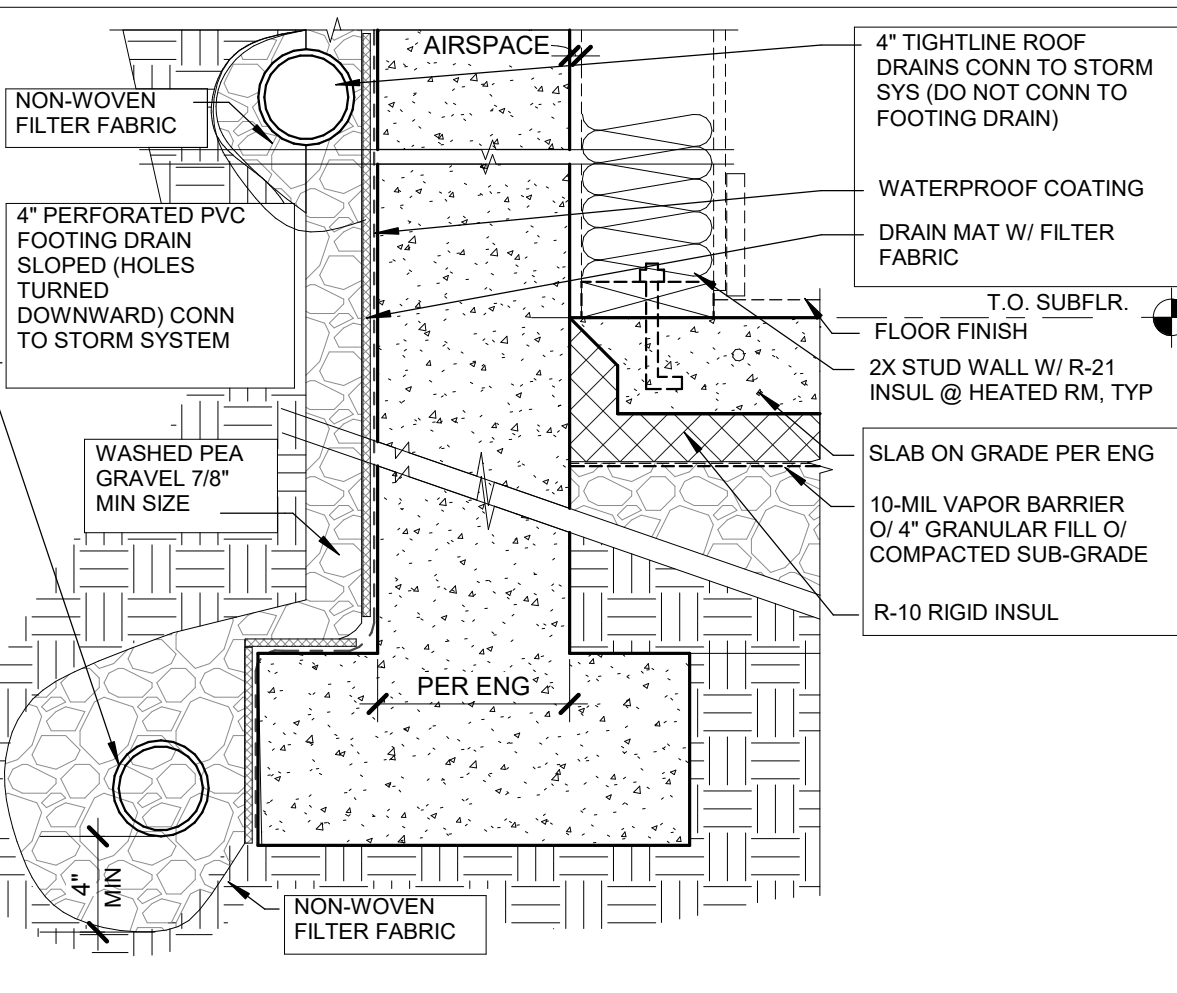 AIRSPACE
4" TIGHTLINE ROOF
DRAINS CONN TO STORM
SYS (DO NOT CONN TO
FOOTING DRAIN)
NON-WOVEN
FILTER FABRIC
WATERPROOF COATING
4" PERFORATED PVC
FOOTING DRAIN
SLOPED (HOLES
TURNED
DOWNWARD) CONN
TO STORM SYSTEM
DRAIN MAT W/ FILTER
FABRIC
T.O. SUBFLR.
FLOOR FINISH
2X STUD WALL W/ R-21
INSUL @ HEATED RM, TYP
WASHED PEA
GRAVEL 7/8"
MIN SIZE
SLAB ON GRADE PER ENG
10-MIL VAPOR BARRIER
O/ 4" GRANULAR FILL O/
COMPACTED SUB-GRADE
R-10 RIGID INSUL
PER ENG
4"
MIN
NON-WOVEN
FILTER FABRIC